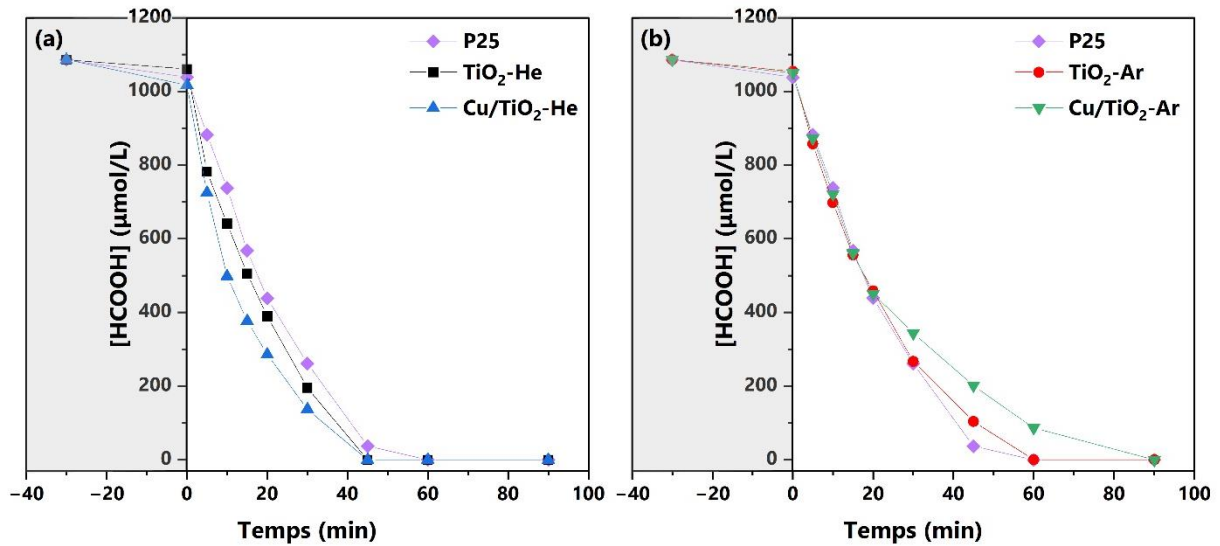 (a)
P25
TiO₂-He
Cu/TiO₂-He
[HCOOH] (µmol/L)
1200
1000
800
600
400
200
0
−40 −20 0 20 40 60 80 100
Temps (min)
(b)
P25
TiO₂-Ar
Cu/TiO₂-Ar
[HCOOH] (µmol/L)
1200
1000
800
600
400
200
0
−40 −20 0 20 40 60 80 100
Temps (min)